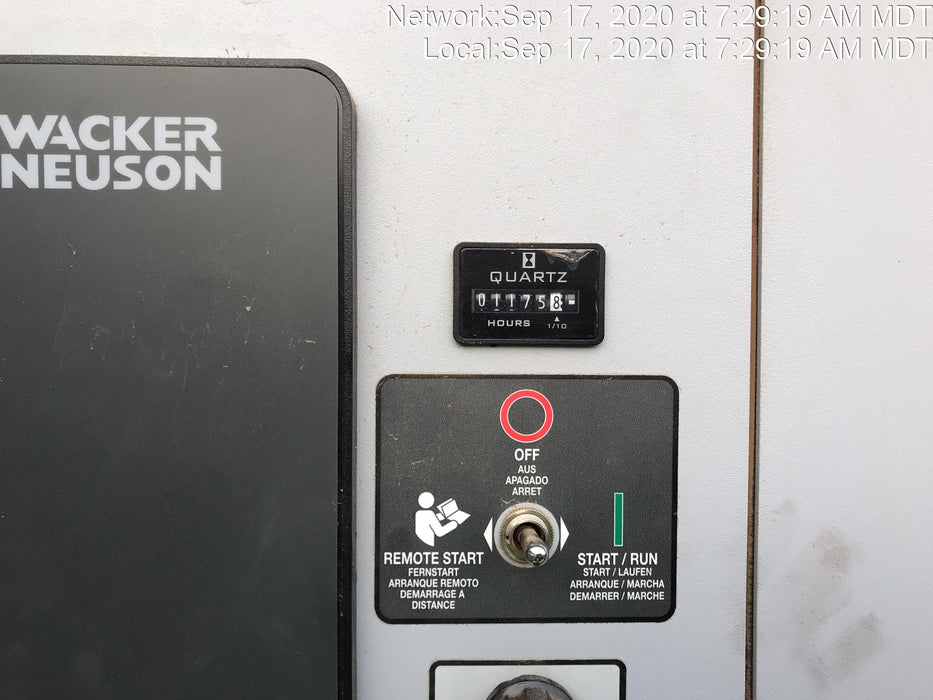 Network:Sep 17, 2020 at 7:29:19 AM MDT
Local:Sep 17, 2020 at 7:29:19 AM MDT
WACKER
NEUSON
QUARTZ
011758
HOURS 1/10
OFF
AUS
APAGADO
ARRET
REMOTE START
FERNSTART
ARRANQUE REMOTO
DEMARRAGE A
DISTANCE
START / RUN
START / LAUFEN
ARRANQUE / MARCHA
DEMARRER / MARCHE